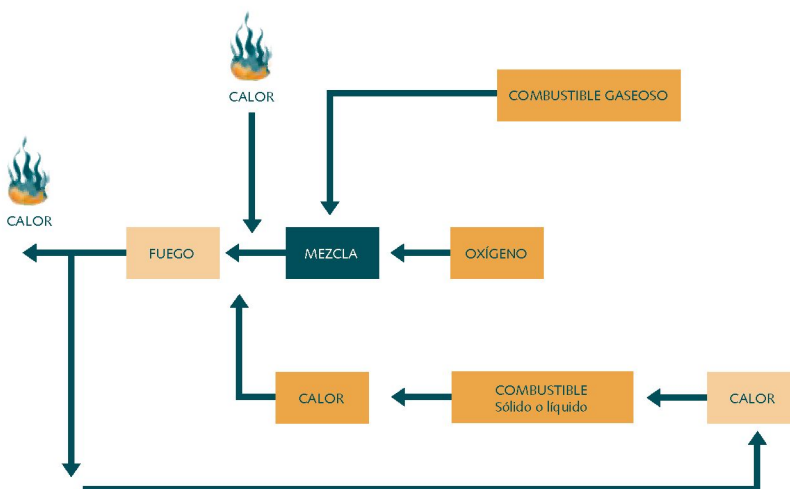 CALOR
COMBUSTIBLE GASEOSO
CALOR
FUEGO
MEZCLA
OXÍGENO
CALOR
COMBUSTIBLE
Sólido o líquido
CALOR